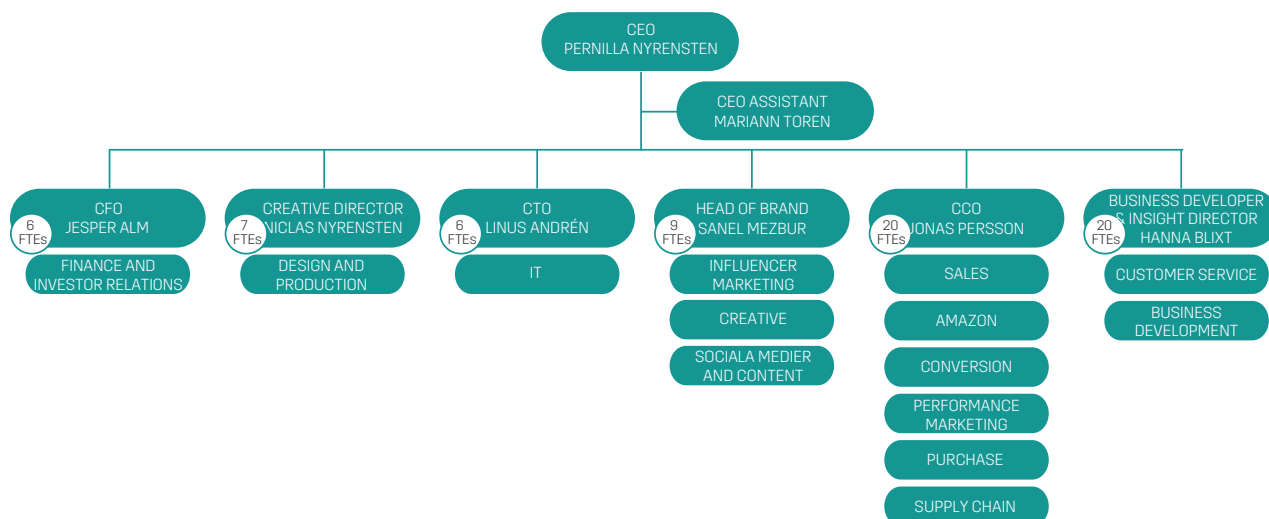 CEO
PERNILLA NYRENSTEN
CEO ASSISTANT
MARIANN TOREN
CFO
JESPER ALM
6
FTEs
FINANCE AND
INVESTOR RELATIONS
CREATIVE DIRECTOR
NICLAS NYRENSTEN
7
FTEs
DESIGN AND
PRODUCTION
CTO
LINUS ANDRÉN
6
FTEs
IT
HEAD OF BRAND
SANEL MEZBUR
9
FTEs
INFLUENCER
MARKETING
CREATIVE
SOCIALA MEDIER
AND CONTENT
CCO
JONAS PERSSON
20
FTEs
SALES
AMAZON
CONVERSION
PERFORMANCE
MARKETING
PURCHASE
SUPPLY CHAIN
BUSINESS DEVELOPER
& INSIGHT DIRECTOR
HANNA BLIXT
20
FTEs
CUSTOMER SERVICE
BUSINESS
DEVELOPMENT